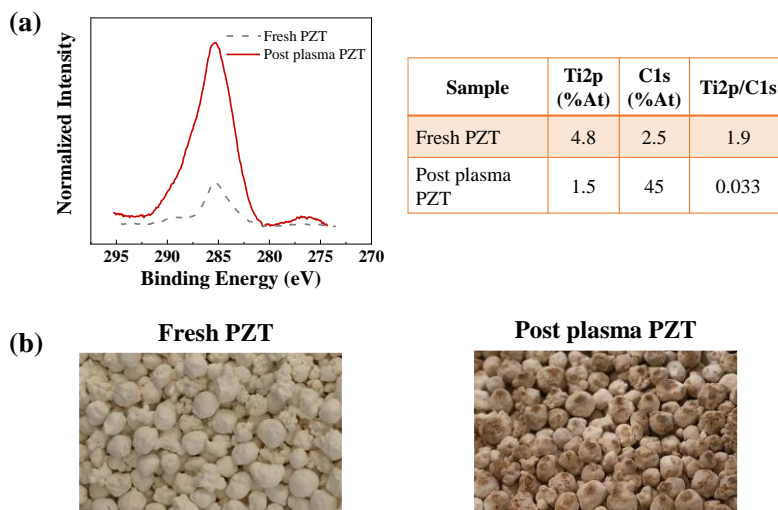 (a)
Fresh PZT
Post plasma PZT
Normalized Intensity
295 290 285 280 275 270
Binding Energy (eV)
Sample Ti2p (%At) C1s (%At) Ti2p/C1s
Fresh PZT 4.8 2.5 1.9
Post plasma PZT 1.5 45 0.033
(b)
Fresh PZT
Post plasma PZT